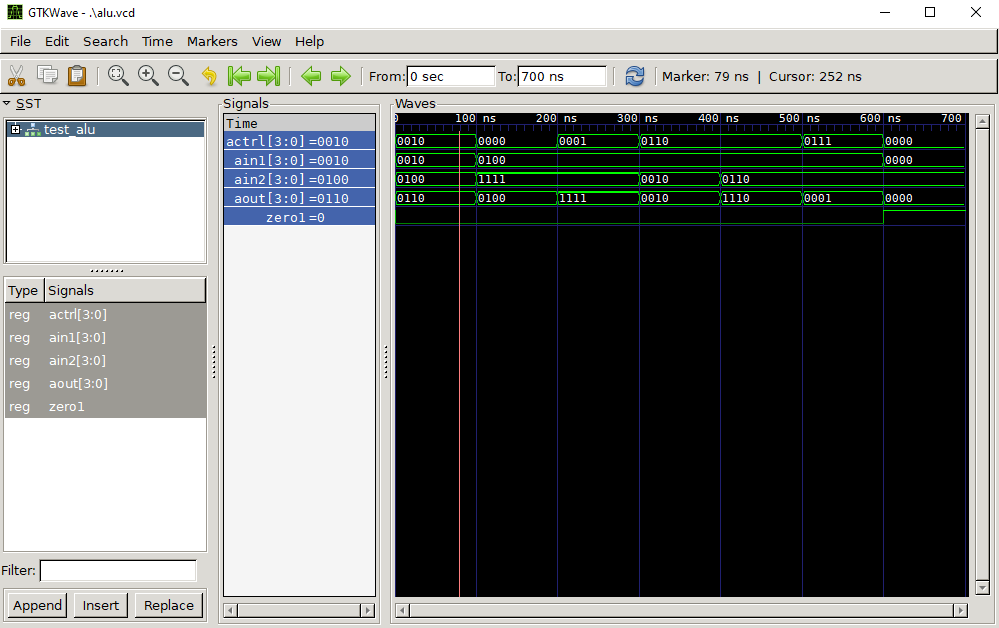 GTKWave - .\alu.vcd
File Edit Search Time Markers View Help
From: 0 sec To: 700 ns Marker: 79 ns | Cursor: 252 ns
SST
test_alu
Type Signals
reg actrl[3:0]
reg ain1[3:0]
reg ain2[3:0]
reg aout[3:0]
reg zero1
Filter:
Append Insert Replace
Signals
Time
actrl[3:0]=0010
ain1[3:0]=0010
ain2[3:0]=0100
aout[3:0]=0110
zero1=0
Waves
0 100 ns 200 ns 300 ns 400 ns 500 ns 600 ns 700
0010 0000 0001 0110 0111 0000
0010 0100 0000
0100 1111 0010 0110
0110 0100 1111 0010 1110 0001 0000